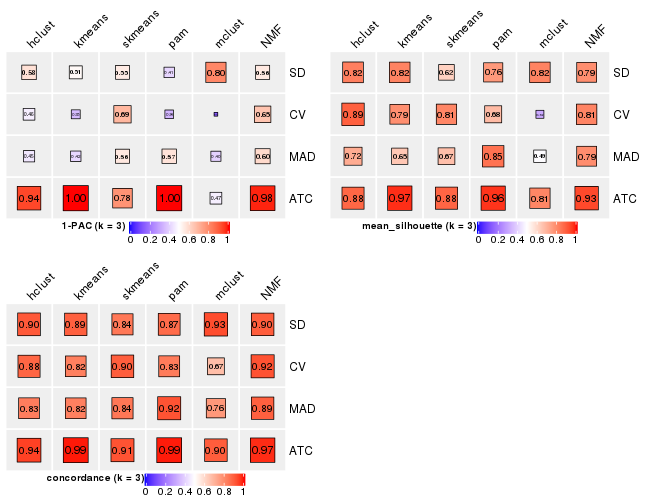 hclust kmeans skmeans pam mclust NMF
0.58 0.51 0.55 0.41 0.80 0.56 SD
0.69 0.65 CV
0.45 0.56 0.57 0.60 MAD
0.94 1.00 0.78 1.00 0.47 0.98 ATC
1-PAC (k = 3)
0 0.2 0.4 0.6 0.8 1
hclust kmeans skmeans pam mclust NMF
0.82 0.82 0.62 0.76 0.82 0.79 SD
0.89 0.79 0.81 0.68 0.81 CV
0.72 0.65 0.67 0.85 0.49 0.79 MAD
0.88 0.97 0.88 0.96 0.81 0.93 ATC
mean_silhouette (k = 3)
0 0.2 0.4 0.6 0.8 1
hclust kmeans skmeans pam mclust NMF
0.90 0.89 0.84 0.87 0.93 0.90 SD
0.88 0.82 0.90 0.83 0.67 0.92 CV
0.83 0.82 0.84 0.92 0.76 0.89 MAD
0.94 0.99 0.91 0.99 0.90 0.97 ATC
concordance (k = 3)
0 0.2 0.4 0.6 0.8 1